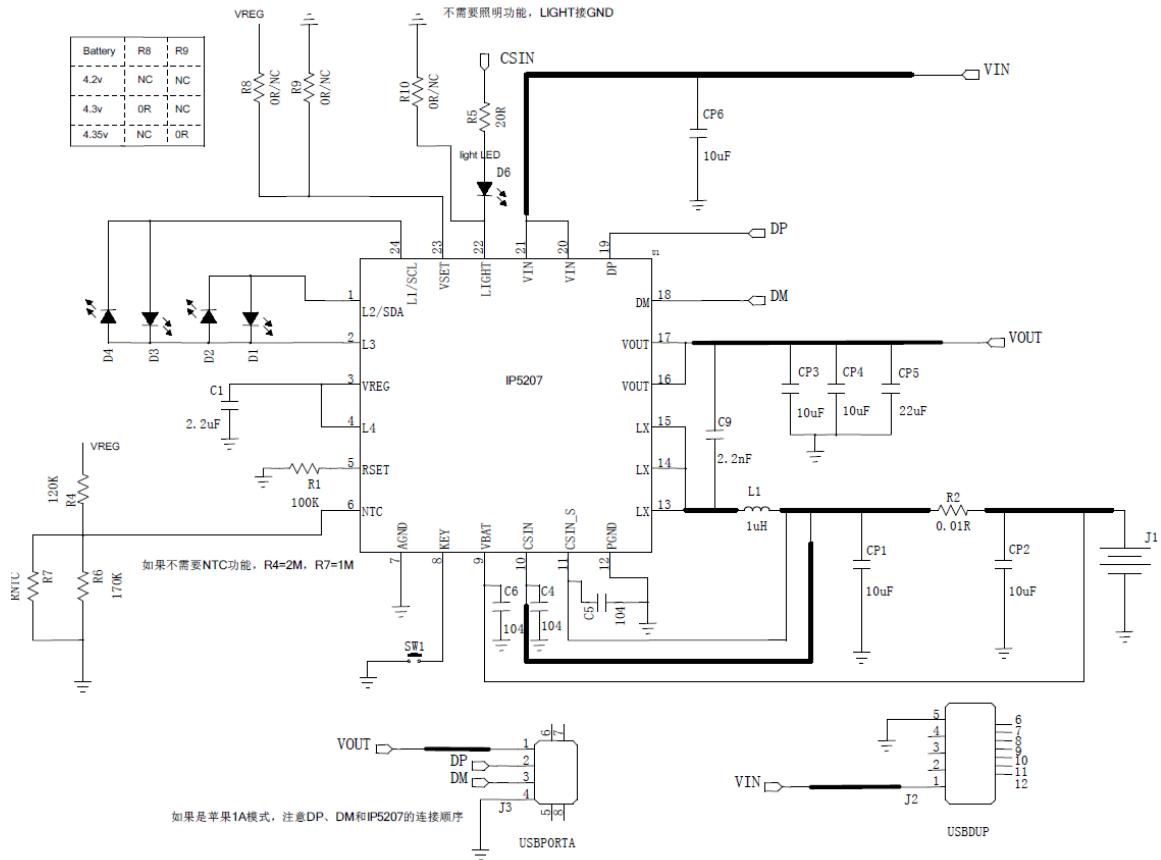 VREG
不需要照明功能，LIGHT接GND
Battery R8 R9
4.2v NC NC
4.3v 0R NC
4.35v NC 0R
R8 0R/NC
R9 0R/NC
R10 0R/NC
CSIN
R5 20R
light LED
D6
VIN
CP6
10uF
24 L1/SCL
23 VSET
22 LIGHT
21 VIN
20 VIN
19 DP
DP
U1
1 L2/SDA
2 L3
3 VREG
4 L4
5 RSET
6 NTC
IP5207
DM 18
DM
VOUT 17
VOUT 16
LX 15
LX 14
LX 13
VOUT
D4 D3 D2 D1
C1
2.2uF
CP3
10uF
CP4
10uF
CP5
22uF
C9
2.2nF
VREG
120K R4
R1
100K
L1
1uH
R2
0.01R
J1
AGND 7
KEY 8
VBAT 9
CSIN 10
CSIN_S 11
PGND 12
如果不需要NTC功能，R4=2M，R7=1M
RNTC R7
R6 170K
C6
104
C4
104
C5 104
CP1
10uF
CP2
10uF
SW1
VOUT
DP
DM
1
2
3
4
6 7
5 8
J3
USBPORTA
如果是苹果1A模式，注意DP、DM和IP5207的连接顺序
VIN
5
4
3
2
1
6
7
8
9
10
11
12
J2
USBDUP